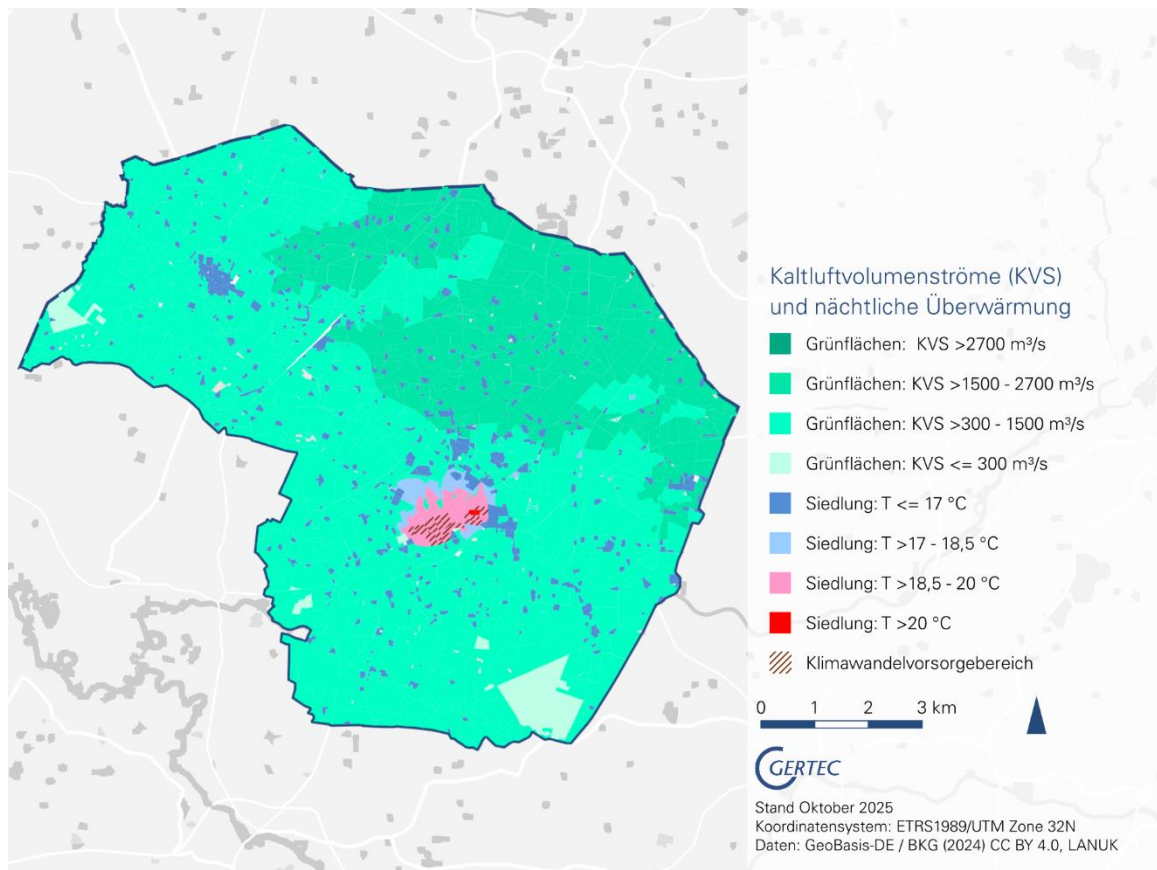 Kaltluftvolumenströme (KVS)
und nächtliche Überwärmung
Grünflächen: KVS >2700 m³/s
Grünflächen: KVS >1500 - 2700 m³/s
Grünflächen: KVS >300 - 1500 m³/s
Grünflächen: KVS <= 300 m³/s
Siedlung: T <= 17 °C
Siedlung: T >17 - 18,5 °C
Siedlung: T >18,5 - 20 °C
Siedlung: T >20 °C
Klimawandelvorsorgebereich
0 1 2 3 km
GERTEC
Stand Oktober 2025
Koordinatensystem: ETRS1989/UTM Zone 32N
Daten: GeoBasis-DE / BKG (2024) CC BY 4.0, LANUK